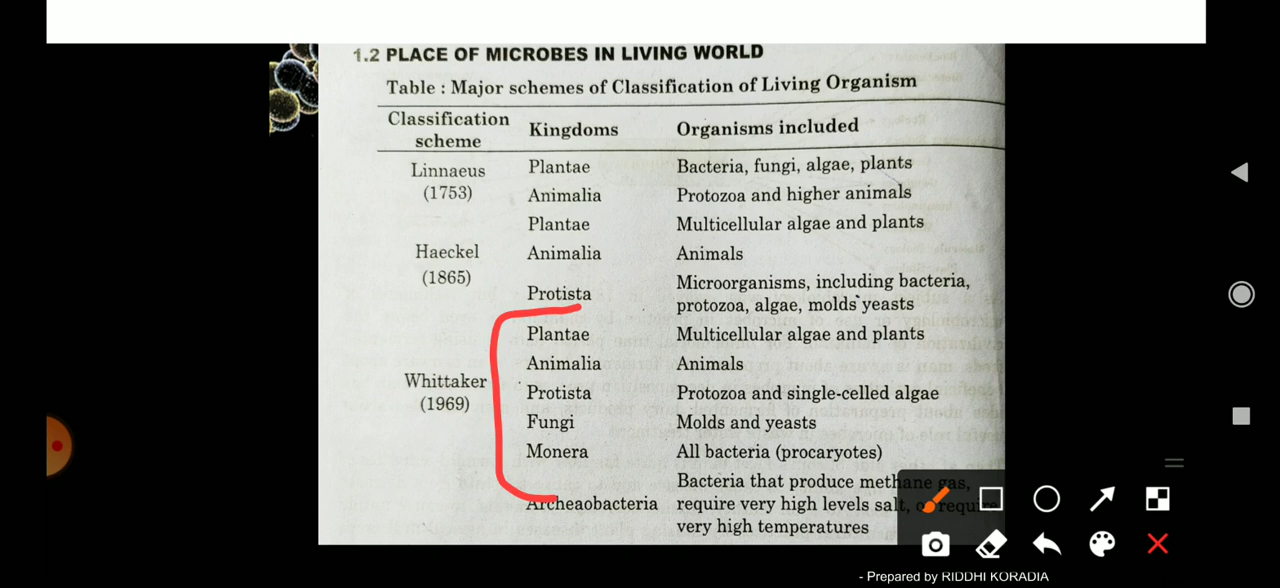 1.2 PLACE OF MICROBES IN LIVING WORLD
Table : Major schemes of Classification of Living Organism
Classification scheme Kingdoms Organisms included
Linnaeus (1753) Plantae Bacteria, fungi, algae, plants
Animalia Protozoa and higher animals
Plantae Multicellular algae and plants
Haeckel (1865) Animalia Animals
Protista Microorganisms, including bacteria,
protozoa, algae, molds yeasts
Plantae Multicellular algae and plants
Animalia Animals
Whittaker (1969) Protista Protozoa and single-celled algae
Fungi Molds and yeasts
Monera All bacteria (procaryotes)
Bacteria that produce methane gas,
Archeaobacteria require very high levels salt, or require
very high temperatures
- Prepared by RIDDHI KORADIA